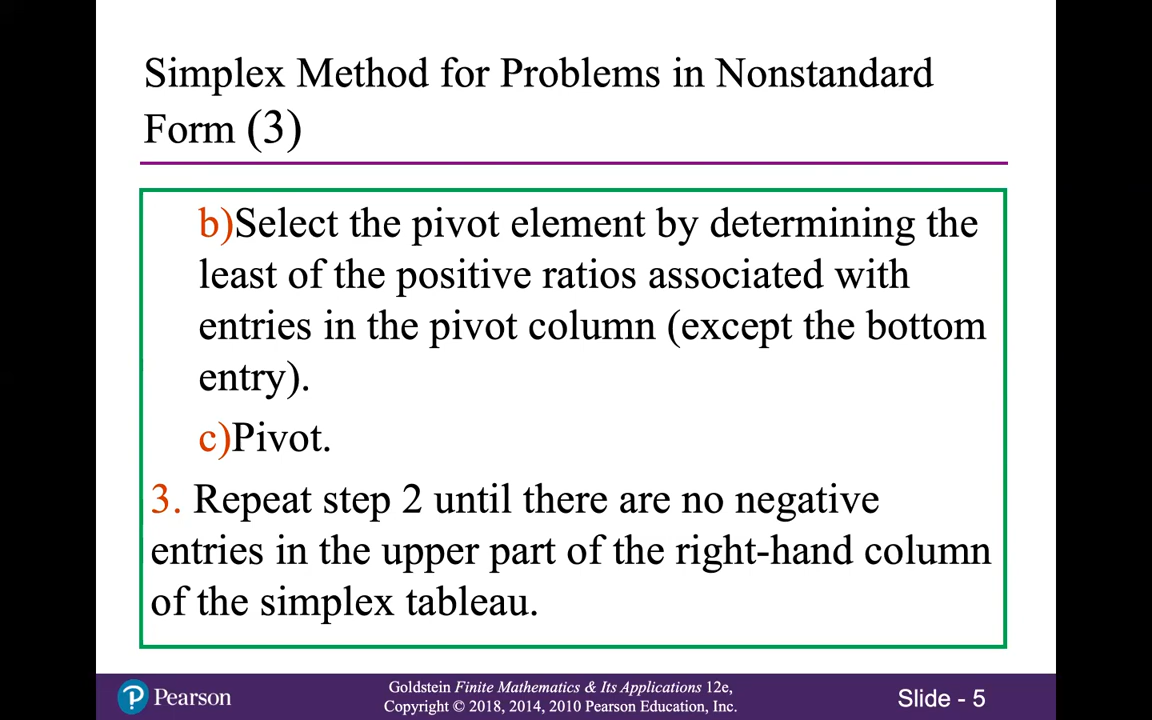 Simplex Method for Problems in Nonstandard
Form (3)
b)Select the pivot element by determining the
least of the positive ratios associated with
entries in the pivot column (except the bottom
entry).
c)Pivot.
3. Repeat step 2 until there are no negative
entries in the upper part of the right-hand column
of the simplex tableau.
P Pearson
Goldstein Finite Mathematics & Its Applications 12e,
Copyright © 2018, 2014, 2010 Pearson Education, Inc.
Slide - 5